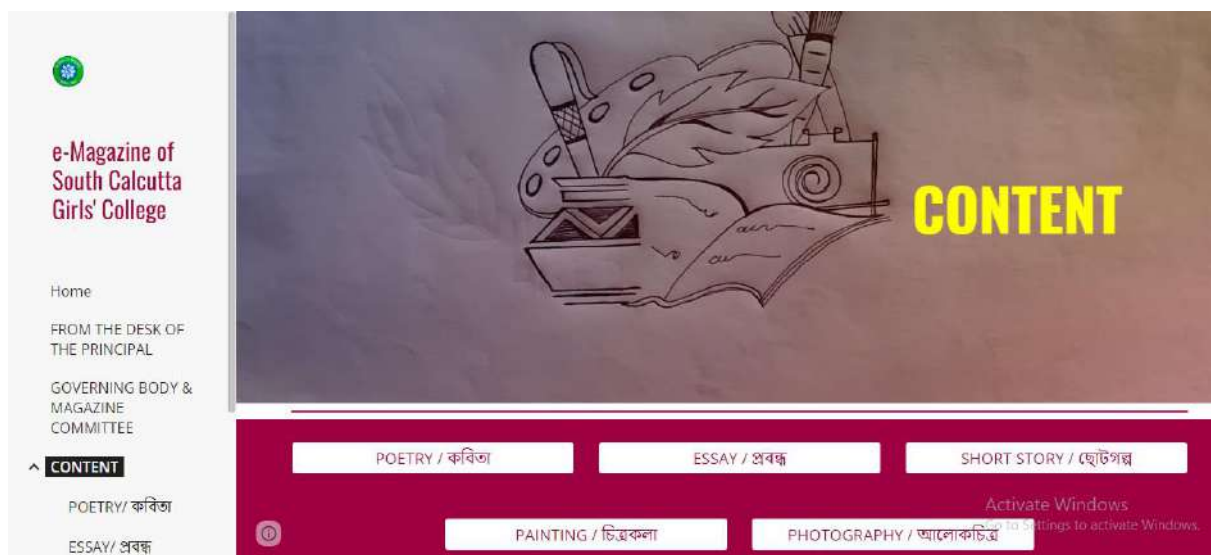 e-Magazine of
South Calcutta
Girls' College
Home
FROM THE DESK OF
THE PRINCIPAL
GOVERNING BODY &
MAGAZINE
COMMITTEE
CONTENT
POETRY/ কবিতা
ESSAY/ প্রবন্ধ
CONTENT
POETRY / কবিতা
ESSAY / প্রবন্ধ
SHORT STORY / ছোটগল্প
PAINTING / চিত্রকলা
PHOTOGRAPHY / আলোকচিত্র
Activate Windows
Go to Settings to activate Windows.